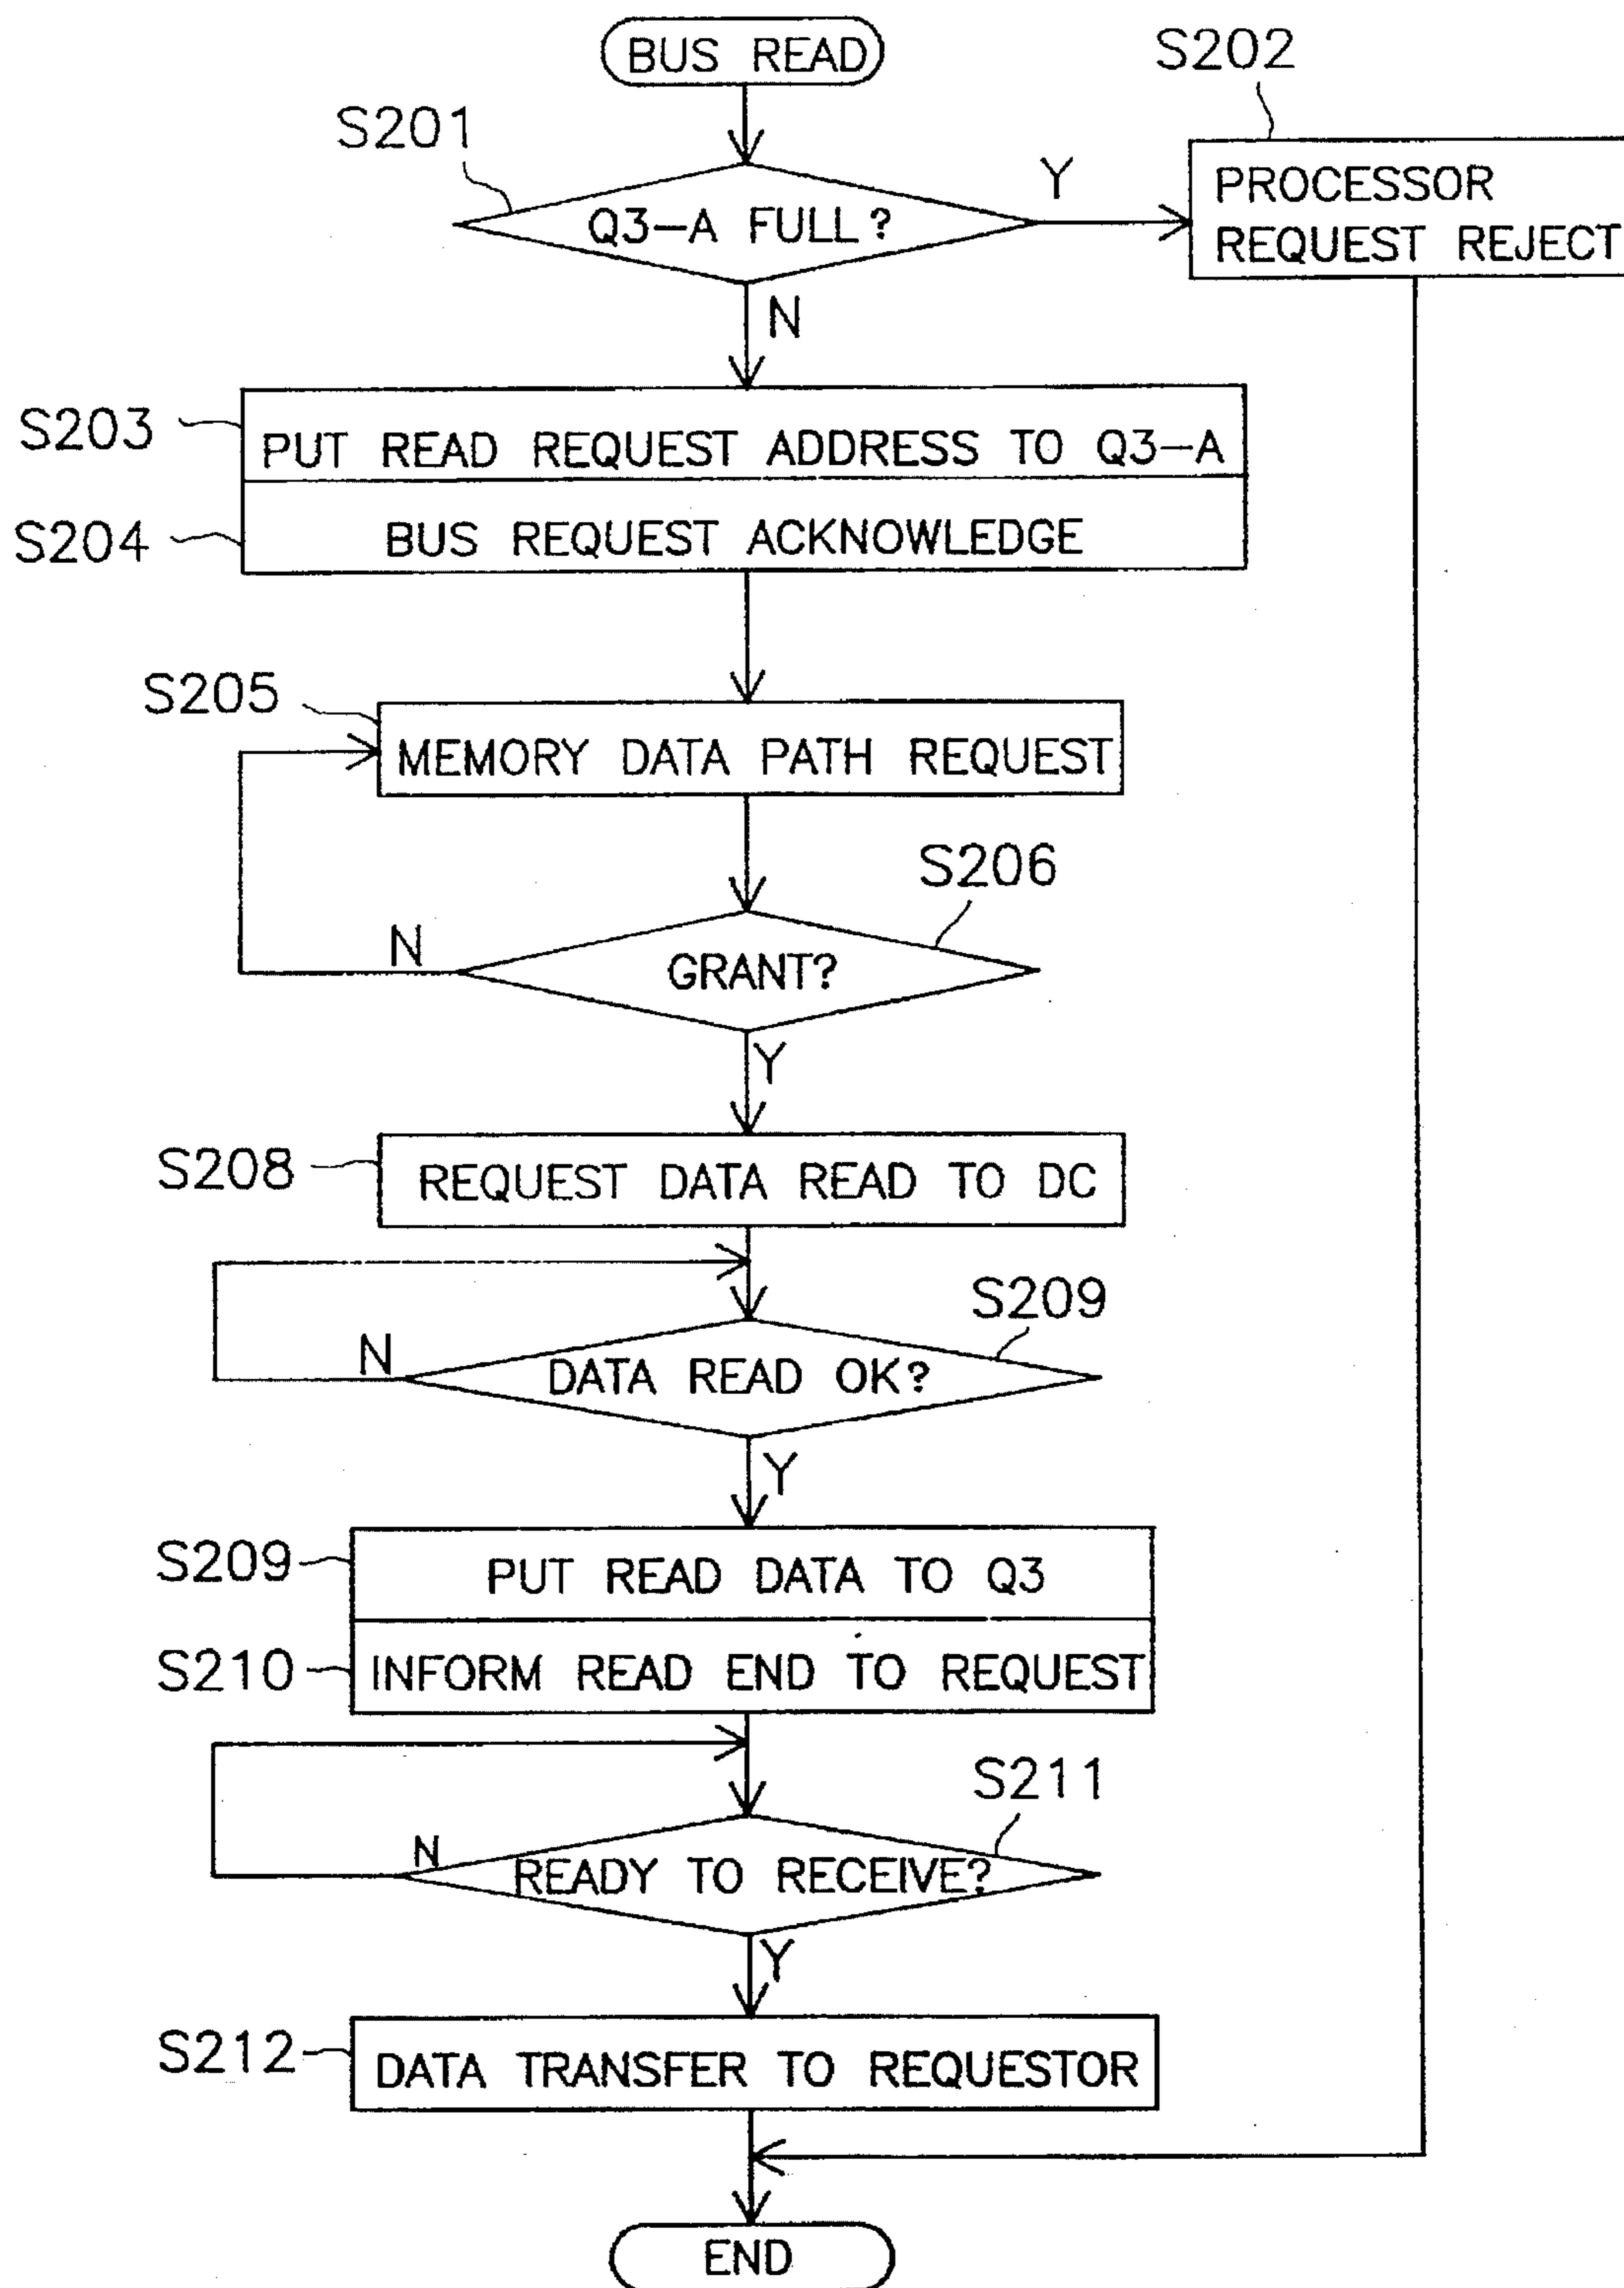 BUS READ
S202
S201
Y
PROCESSOR
REQUEST REJECT
Q3-A FULL?
N
S203
PUT READ REQUEST ADDRESS TO Q3-A
S204
BUS REQUEST ACKNOWLEDGE
S205
MEMORY DATA PATH REQUEST
S206
N
GRANT?
Y
S208
REQUEST DATA READ TO DC
S209
N
DATA READ OK?
Y
S209
PUT READ DATA TO Q3
S210
INFORM READ END TO REQUEST
S211
N
READY TO RECEIVE?
Y
S212
DATA TRANSFER TO REQUESTOR
END